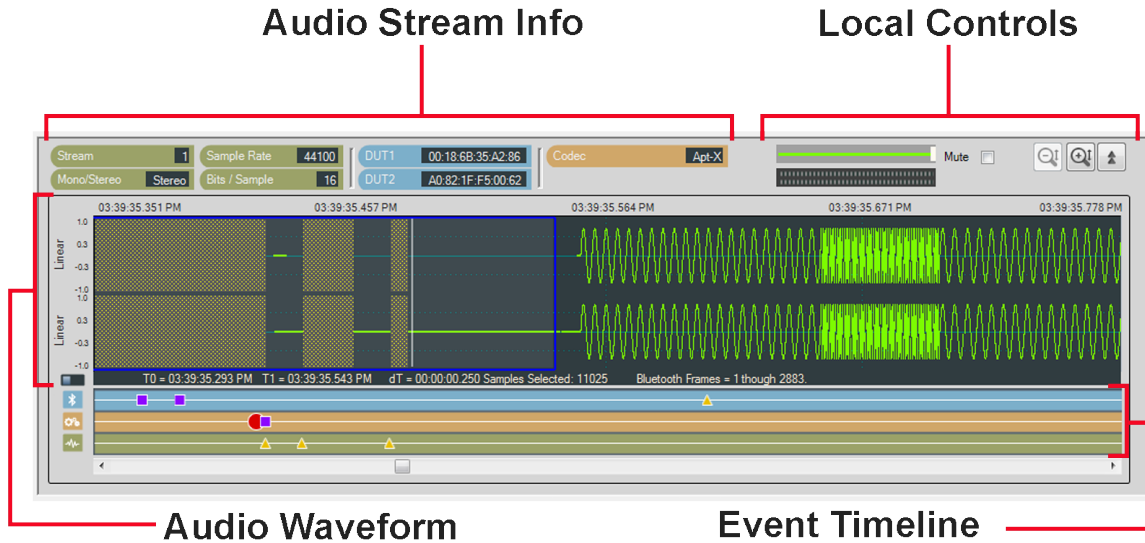 Audio Stream Info
Local Controls
Stream 1 Sample Rate 44100 DUT1 00:18:6B:35:A2:86 Codec Apt-X Mute
Mono/Stereo Stereo Bits / Sample 16 DUT2 A0:82:1F:F5:00:62
03:39:35.351 PM 03:39:35.457 PM 03:39:35.564 PM 03:39:35.671 PM 03:39:35.778 PM
Linear
1.0
0.3
-0.3
-1.0
Linear
1.0
0.3
-0.3
-1.0
T0 = 03:39:35.293 PM T1 = 03:39:35.543 PM dT = 00:00:00.250 Samples Selected: 11025 Bluetooth Frames = 1 though 2883.
Audio Waveform
Event Timeline